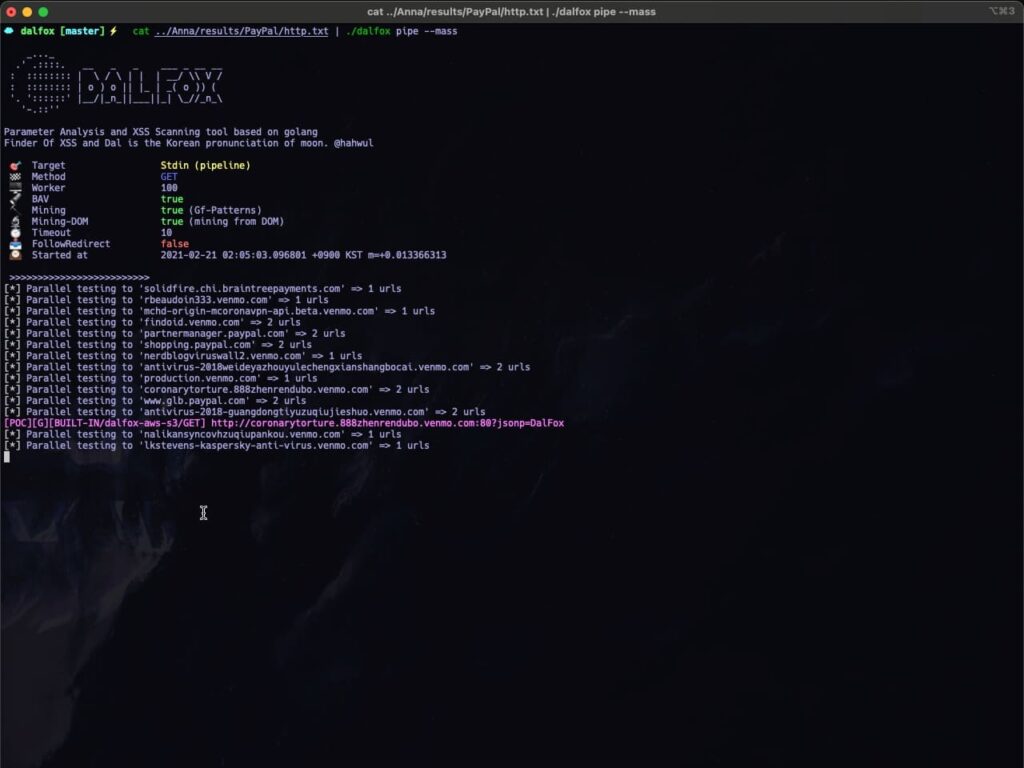 cat ../Anna/results/PayPal/http.txt | ./dalfox pipe --mass
⌥⌘3
dalfox [master] ⚡ cat ../Anna/results/PayPal/http.txt | ./dalfox pipe --mass
DALFOX
Parameter Analysis and XSS Scanning tool based on golang
Finder Of XSS and Dal is the Korean pronunciation of moon. @hahwul
Target Stdin (pipeline)
Method GET
Worker 100
BAV true
Mining true (Gf-Patterns)
Mining-DOM true (mining from DOM)
Timeout 10
FollowRedirect false
Started at 2021-02-21 02:05:03.096801 +0900 KST m=+0.013366313
>>>>>>>>>>>>>>>>>>>>>>>>>
[*] Parallel testing to 'solidfire.chi.braintreepayments.com' => 1 urls
[*] Parallel testing to 'rbeaudoin333.venmo.com' => 1 urls
[*] Parallel testing to 'mchd-origin-mcoronavpn-api.beta.venmo.com' => 1 urls
[*] Parallel testing to 'findoid.venmo.com' => 2 urls
[*] Parallel testing to 'partnermanager.paypal.com' => 2 urls
[*] Parallel testing to 'shopping.paypal.com' => 2 urls
[*] Parallel testing to 'nerdblogviruswall2.venmo.com' => 1 urls
[*] Parallel testing to 'antivirus-2018weideyazhouyulechengxianshangbocai.venmo.com' => 2 urls
[*] Parallel testing to 'production.venmo.com' => 1 urls
[*] Parallel testing to 'coronarytorture.888zhenrendubo.venmo.com' => 2 urls
[*] Parallel testing to 'www.glb.paypal.com' => 2 urls
[*] Parallel testing to 'antivirus-2018-guangdongtiyuzuqiujieshuo.venmo.com' => 2 urls
[POC][G][BUILT-IN/dalfox-aws-s3/GET] http://coronarytorture.888zhenrendubo.venmo.com:80?jsonp=DalFox
[*] Parallel testing to 'nalikansyncovhzuqiupankou.venmo.com' => 1 urls
[*] Parallel testing to 'lkstevens-kaspersky-anti-virus.venmo.com' => 1 urls